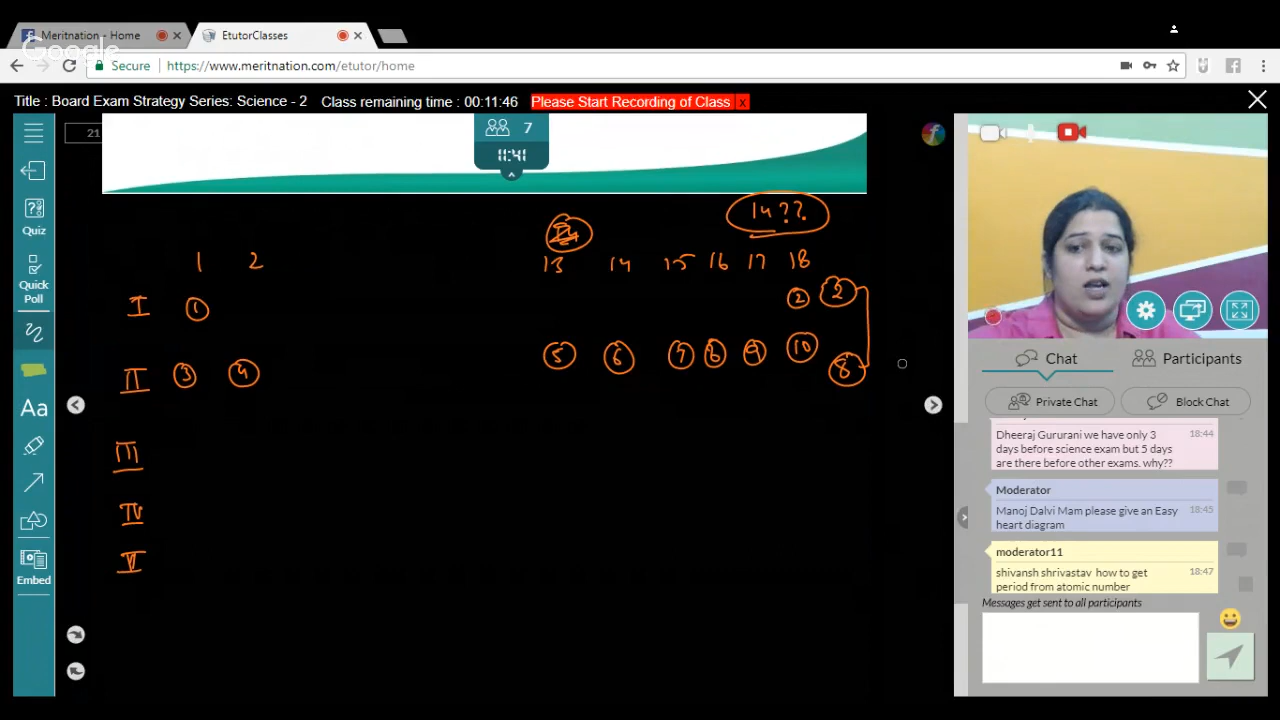 Meritnation - Home
EtutorClasses
Google
Secure https://www.meritnation.com/etutor/home
Title : Board Exam Strategy Series: Science - 2 Class remaining time : 00:11:46 Please Start Recording of Class x
21
7
11:41
14??
1 2 13 14 15 16 17 18
I 1 2 2
II 3 4 5 6 7 8 9 10 8
III
IV
V
Quiz
Quick
Poll
Aa
Embed
Chat Participants
Private Chat Block Chat
Dheeraj Gururani we have only 3
days before science exam but 5 days
are there before other exams. why??
18:44
Moderator
Manoj Dalvi Mam please give an Easy
heart diagram
18:45
moderator11
shivansh shrivastav how to get
period from atomic number
18:47
Messages get sent to all participants